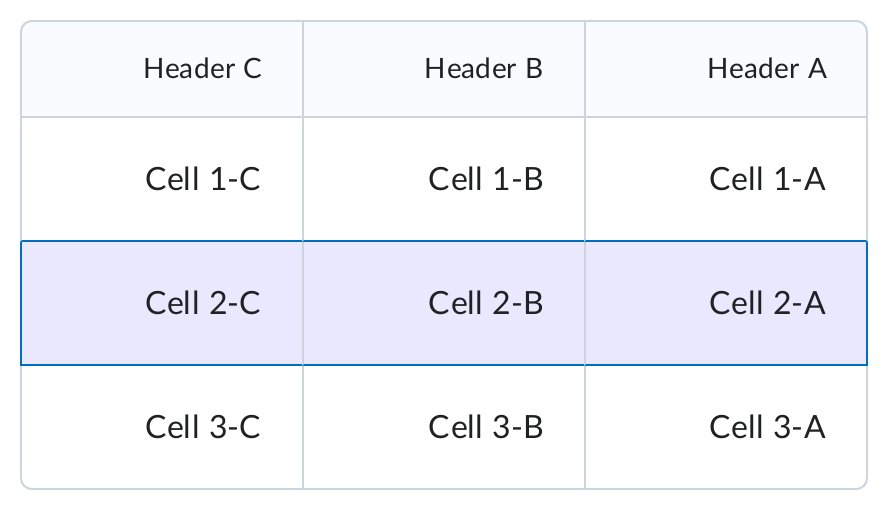 Header C Header B Header A
Cell 1-C Cell 1-B Cell 1-A
Cell 2-C Cell 2-B Cell 2-A
Cell 3-C Cell 3-B Cell 3-A